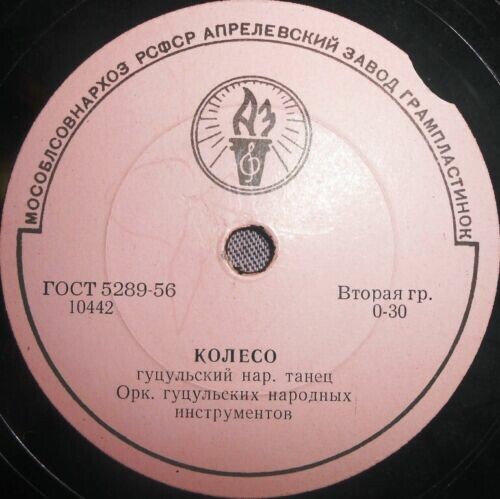 МОСОБЛСОВНАРХОЗ РСФСР АПРЕЛЕВСКИЙ ЗАВОД ГРАМПЛАСТИНОК
АЗ
ГОСТ 5289-56
10442
Вторая гр.
0-30
КОЛЕСО
гуцульский нар. танец
Орк. гуцульских народных
инструментов